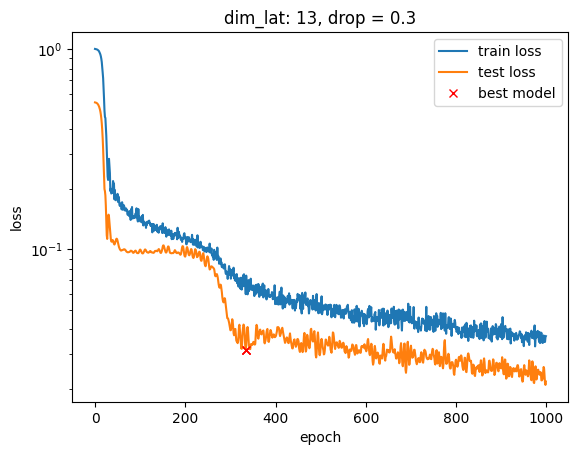 dim_lat: 13, drop = 0.3
train loss
test loss
best model
10⁰
10⁻¹
loss
0
200
400
600
800
1000
epoch